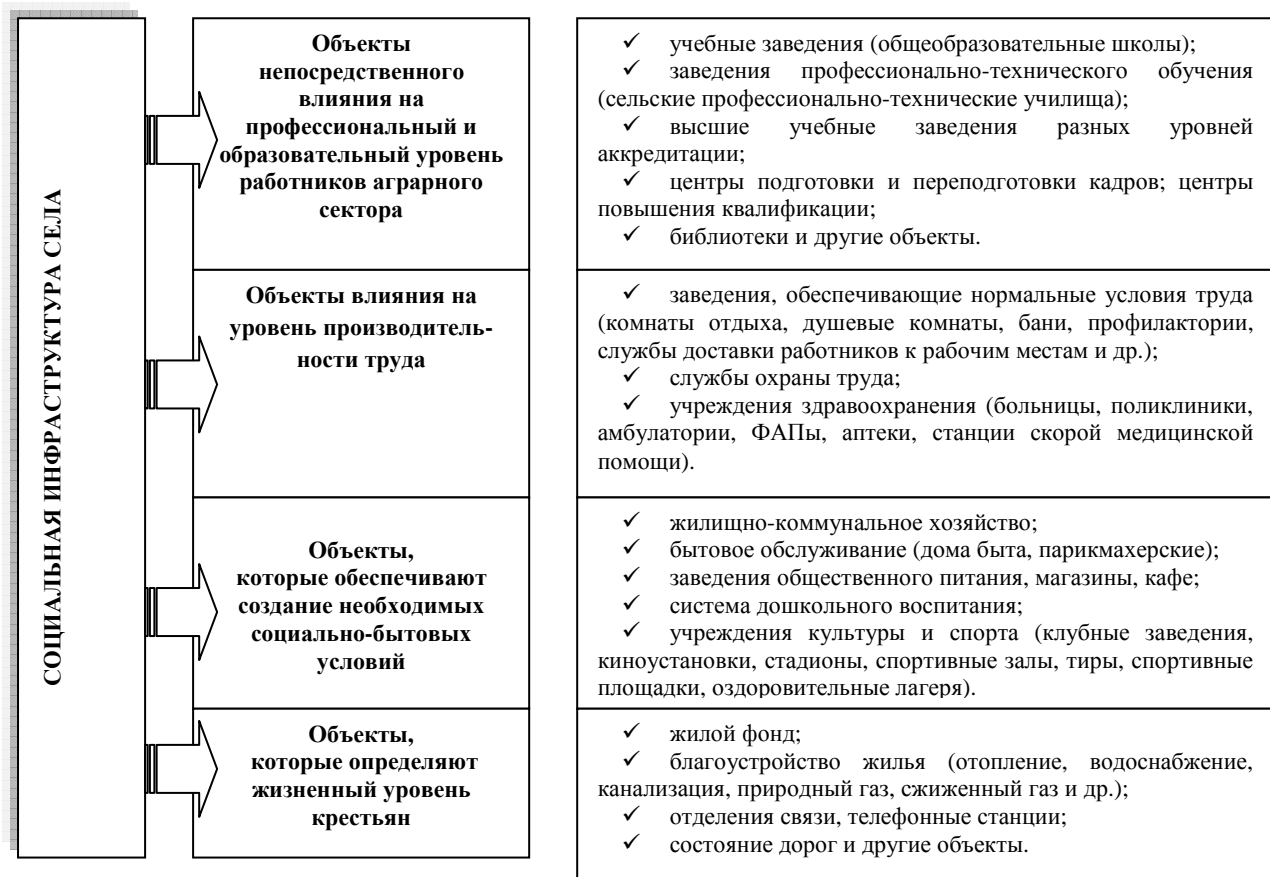 СОЦИАЛЬНАЯ ИНФРАСТРУКТУРА СЕЛА
Объекты
непосредственного
влияния на
профессиональный и
образовательный уровень
работников аграрного
сектора
✓ учебные заведения (общеобразовательные школы);
✓ заведения профессионально-технического обучения
(сельские профессионально-технические училища);
✓ высшие учебные заведения разных уровней
аккредитации;
✓ центры подготовки и переподготовки кадров; центры
повышения квалификации;
✓ библиотеки и другие объекты.
Объекты влияния на
уровень производитель-
ности труда
✓ заведения, обеспечивающие нормальные условия труда
(комнаты отдыха, душевые комнаты, бани, профилактории,
службы доставки работников к рабочим местам и др.);
✓ службы охраны труда;
✓ учреждения здравоохранения (больницы, поликлиники,
амбулатории, ФАПы, аптеки, станции скорой медицинской
помощи).
Объекты,
которые обеспечивают
создание необходимых
социально-бытовых
условий
✓ жилищно-коммунальное хозяйство;
✓ бытовое обслуживание (дома быта, парикмахерские);
✓ заведения общественного питания, магазины, кафе;
✓ система дошкольного воспитания;
✓ учреждения культуры и спорта (клубные заведения,
киноустановки, стадионы, спортивные залы, тиры, спортивные
площадки, оздоровительные лагеря).
Объекты,
которые определяют
жизненный уровень
крестьян
✓ жилой фонд;
✓ благоустройство жилья (отопление, водоснабжение,
канализация, природный газ, сжиженный газ и др.);
✓ отделения связи, телефонные станции;
✓ состояние дорог и другие объекты.